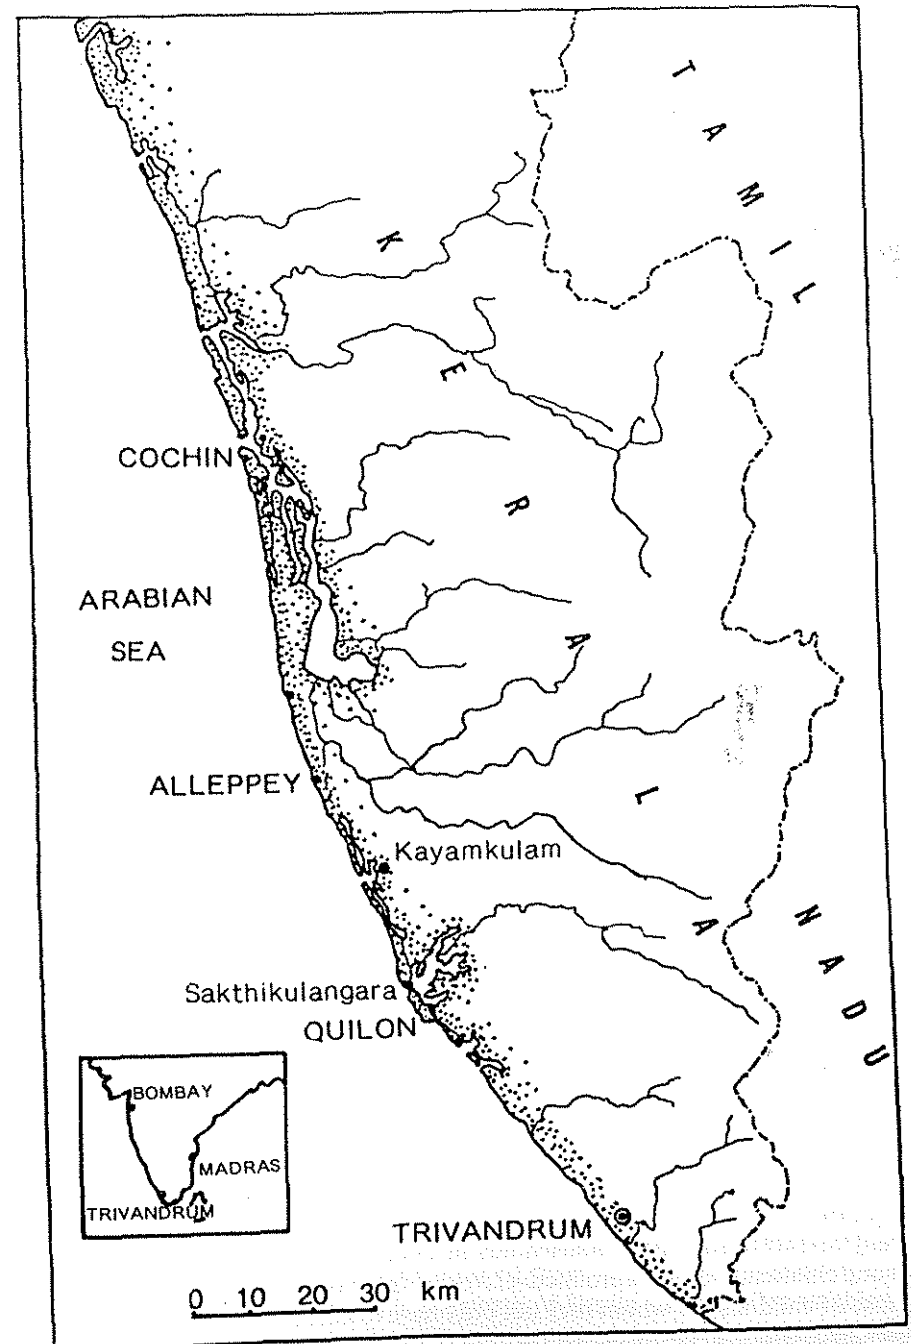 TAMIL NADU
KERALA
COCHIN
ARABIAN
SEA
ALLEPPEY
Kayamkulam
Sakthikulangara
QUILON
BOMBAY
MADRAS
TRIVANDRUM
TRIVANDRUM
C
0 10 20 30 km